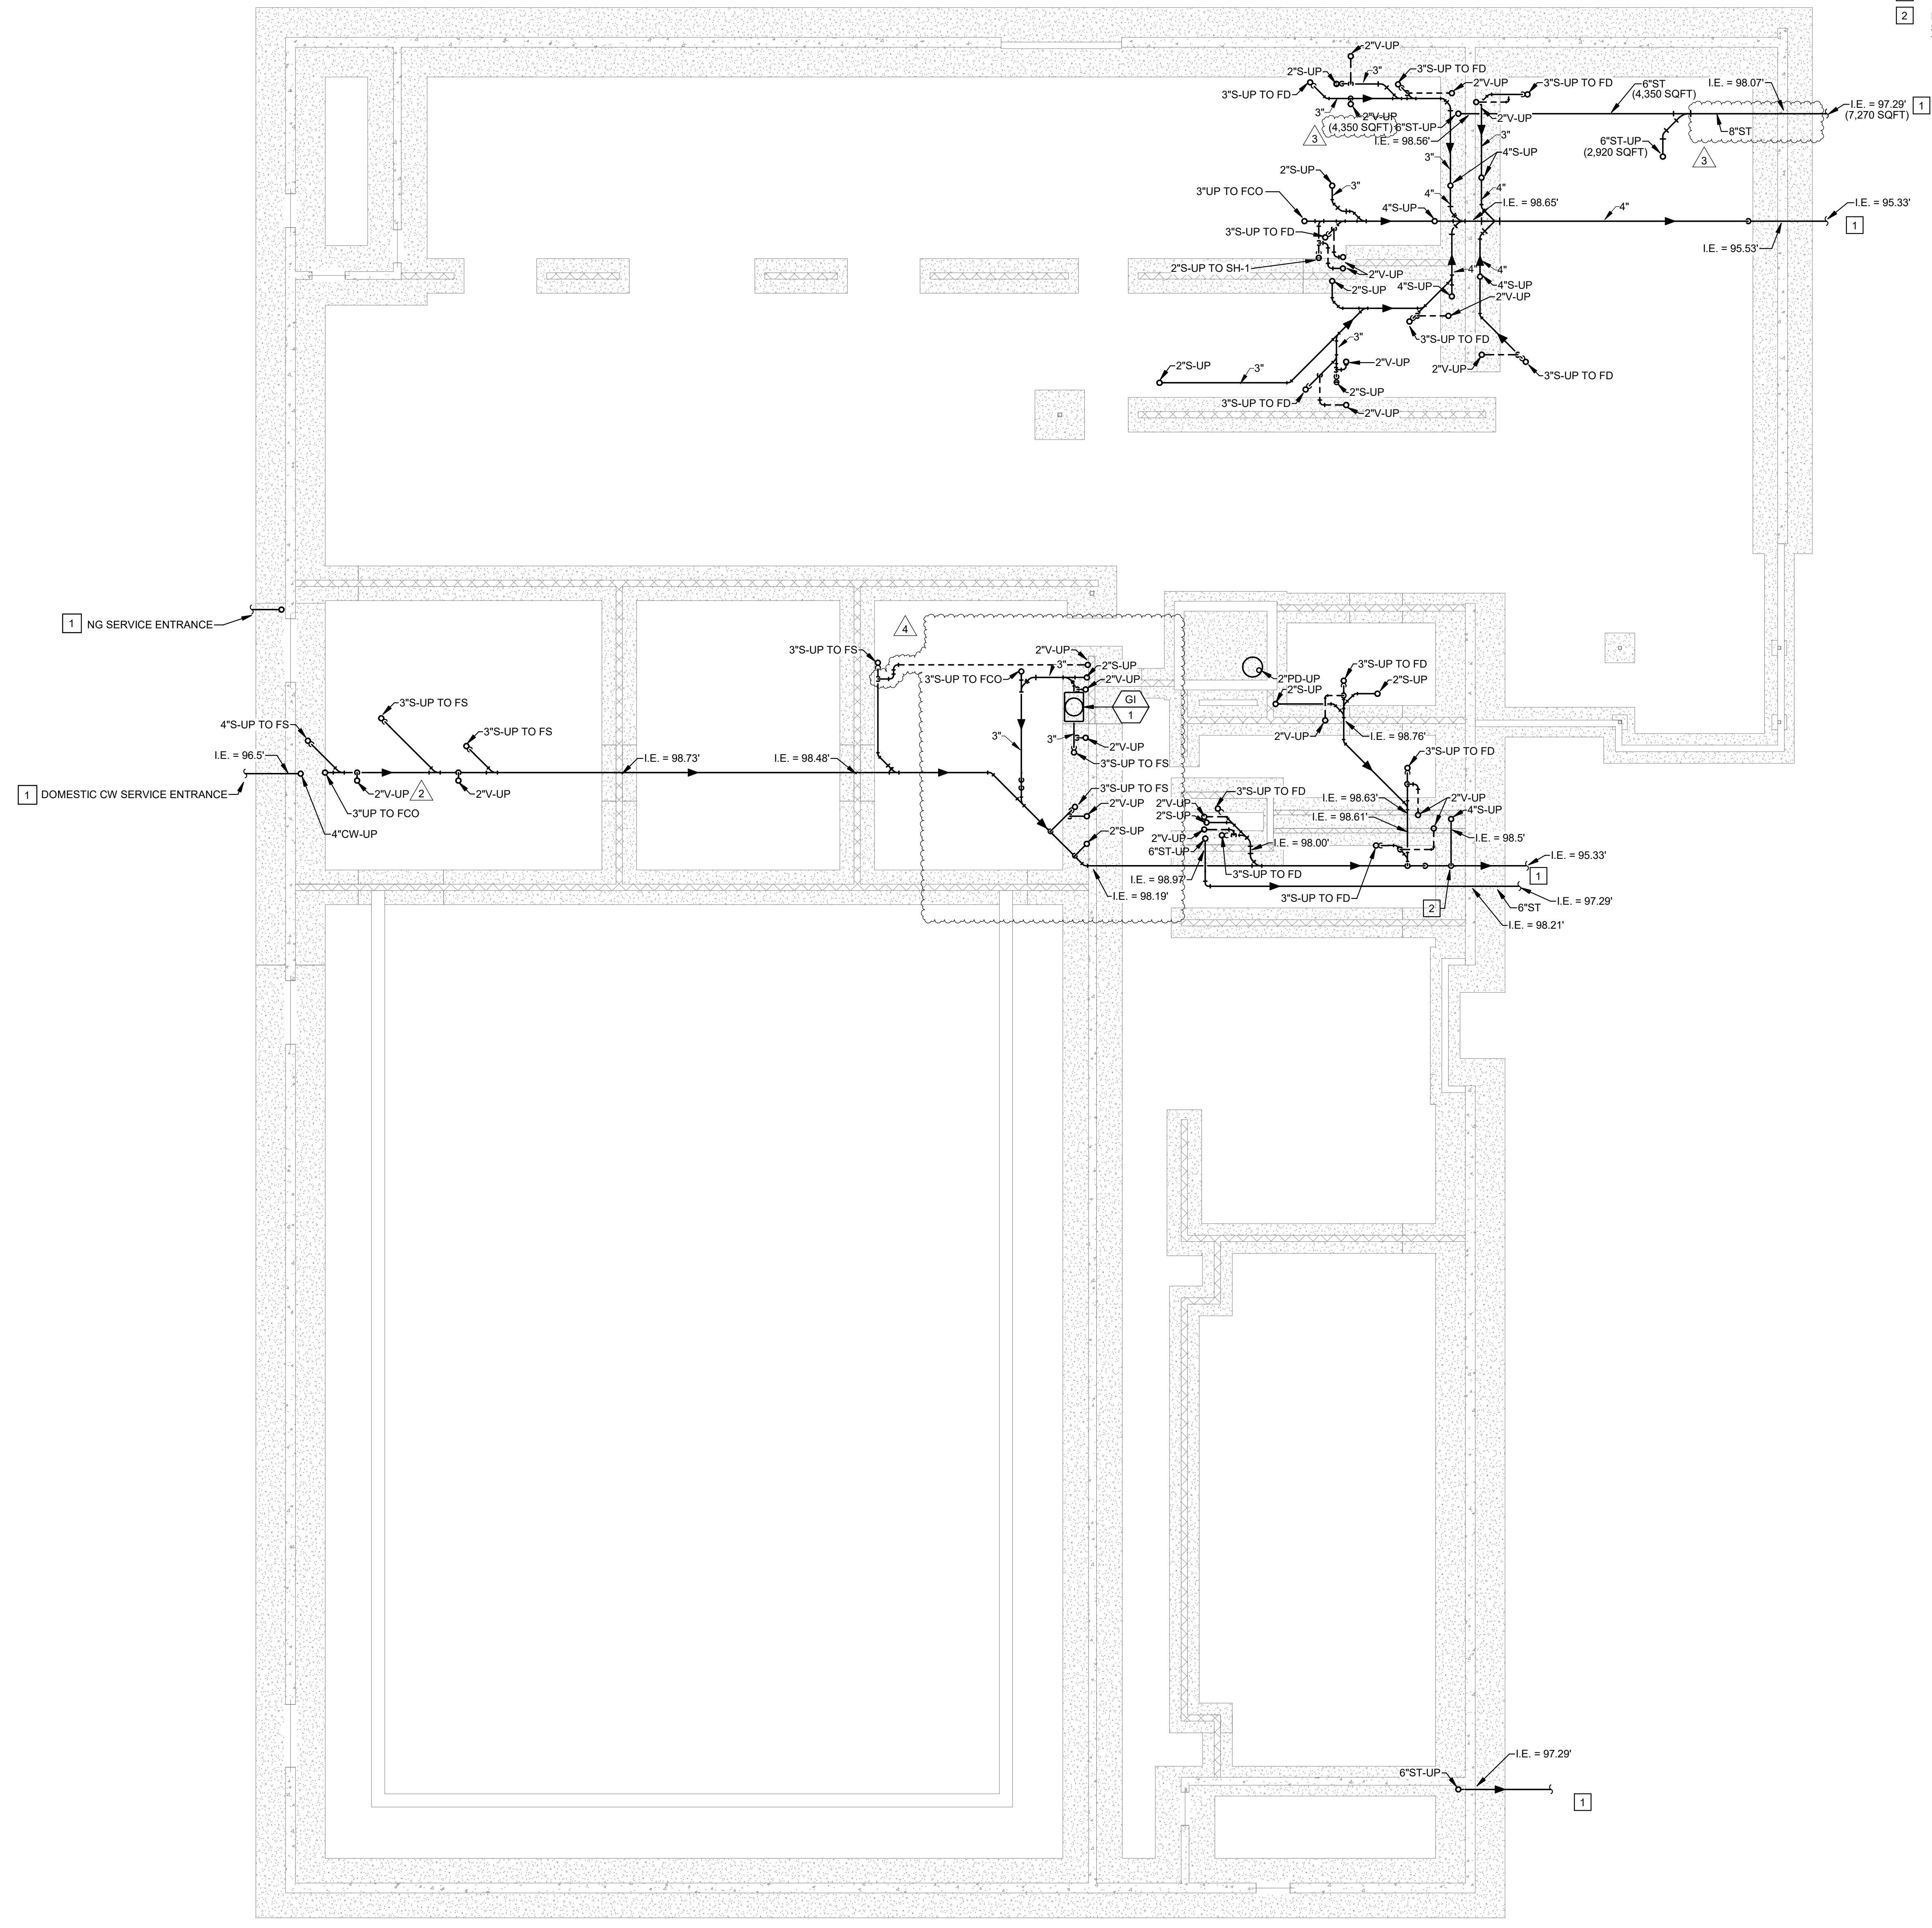 2
2"V-UP
2"S-UP
3"
3"S-UP TO FD
3"S-UP TO FD
2"V-UP
3"S-UP TO FD
6"ST
(4,350 SQFT)
I.E. = 98.07'
I.E. = 97.29'
(7,270 SQFT)
1
3"
2"V-UP
(4,350 SQFT)
6"ST-UP
2"V-UP
3
I.E. = 98.56'
3"
8"ST
6"ST-UP
(2,920 SQFT)
3
3"
4"S-UP
2"S-UP
3"
3"UP TO FCO
4"
4"
4"S-UP
I.E. = 98.65'
4"
I.E. = 95.33'
1
3"S-UP TO FD
I.E. = 95.53'
2"S-UP TO SH-1
2"V-UP
4"
4"
4"S-UP
4"S-UP
2"S-UP
2"V-UP
3"
3"S-UP TO FD
2"S-UP
3"
2"V-UP
2"V-UP
3"S-UP TO FD
2"S-UP
3"S-UP TO FD
2"V-UP
1
NG SERVICE ENTRANCE
4
3"S-UP TO FS
2"V-UP
3"
2"S-UP
3"S-UP TO FCO
2"V-UP
GI
1
2"PD-UP
3"S-UP TO FD
2"S-UP
2"S-UP
3"S-UP TO FS
4"S-UP TO FS
3"S-UP TO FS
3"
3"
2"V-UP
3"S-UP TO FS
2"V-UP
I.E. = 98.76'
3"S-UP TO FD
I.E. = 96.5'
I.E. = 98.73'
I.E. = 98.48'
1
DOMESTIC CW SERVICE ENTRANCE
2"V-UP
2
2"V-UP
3"UP TO FCO
4"CW-UP
3"S-UP TO FS
2"V-UP
2"S-UP
3"S-UP TO FD
2"V-UP
2"S-UP
2"V-UP
6"ST-UP
I.E. = 98.63'
2"V-UP
4"S-UP
I.E. = 98.61'
I.E. = 98.5'
I.E. = 98.00'
I.E. = 95.33'
I.E. = 98.97'
3"S-UP TO FD
1
I.E. = 98.19'
3"S-UP TO FD
2
6"ST
I.E. = 97.29'
I.E. = 98.21'
I.E. = 97.29'
6"ST-UP
1